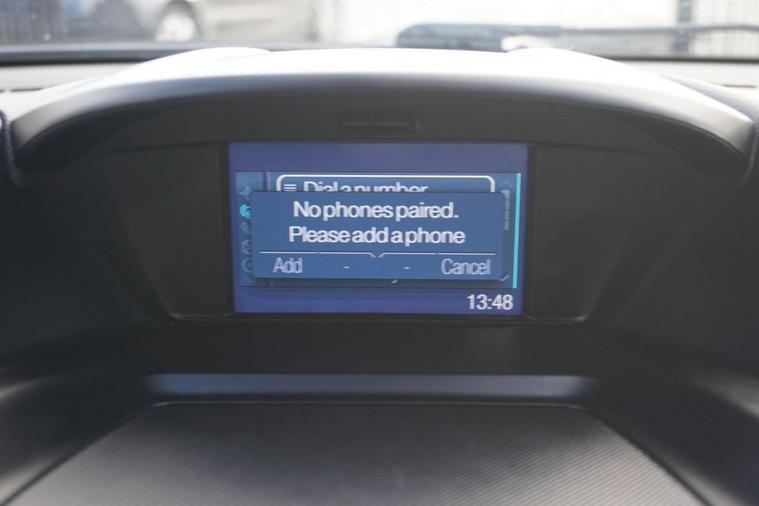 Dial a number
No phones paired.
Please add a phone
Add - - Cancel
13:48